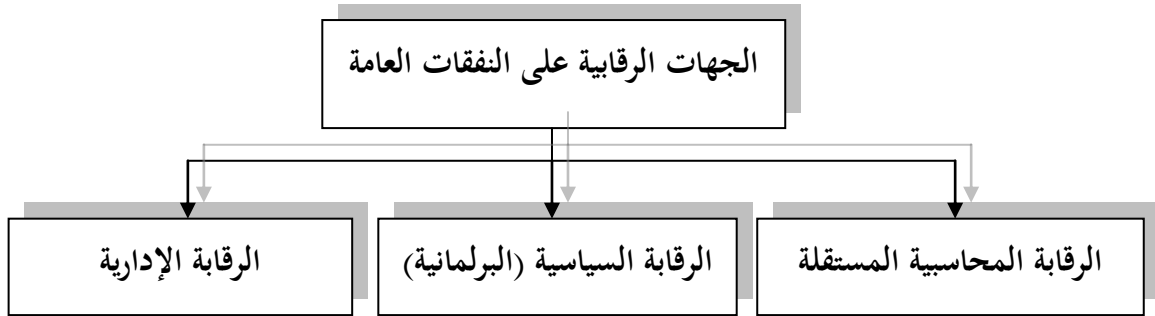 الجهات الرقابية على النفقات العامة
الرقابة المحاسبية المستقلة
الرقابة السياسية (البرلمانية)
الرقابة الإدارية